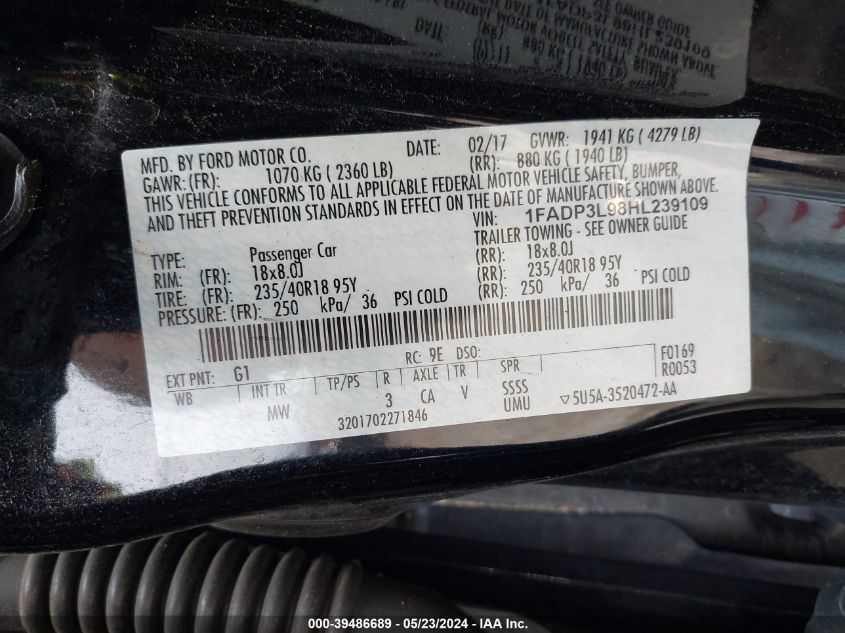 MFD. BY FORD MOTOR CO. DATE: 02/17 GVWR: 1941 KG ( 4279 LB)
GAWR: (FR): 1070 KG ( 2360 LB) (RR): 880 KG ( 1940 LB)
THIS VEHICLE CONFORMS TO ALL APPLICABLE FEDERAL MOTOR VEHICLE SAFETY, BUMPER,
AND THEFT PREVENTION STANDARDS IN EFFECT ON THE DATE OF MANUFACTURE SHOWN ABOVE.
VIN: 1FADP3L98HL239109
TYPE: Passenger Car TRAILER TOWING - SEE OWNER GUIDE
RIM: (FR): 18x8.0J (RR): 18x8.0J
TIRE: (FR): 235/40R18 95Y (RR): 235/40R18 95Y
PRESSURE: (FR): 250 kPa/ 36 PSI COLD (RR): 250 kPa/ 36 PSI COLD
EXT PNT: G1 RC: 9E DSO: F0169
R0053
WB INT TR TP/PS R AXLE TR SPR
MW 3 CA V SSSS
UMU
3201702271846 5U5A-3520472-AA
000-39486689 - 05/23/2024 - IAA Inc.